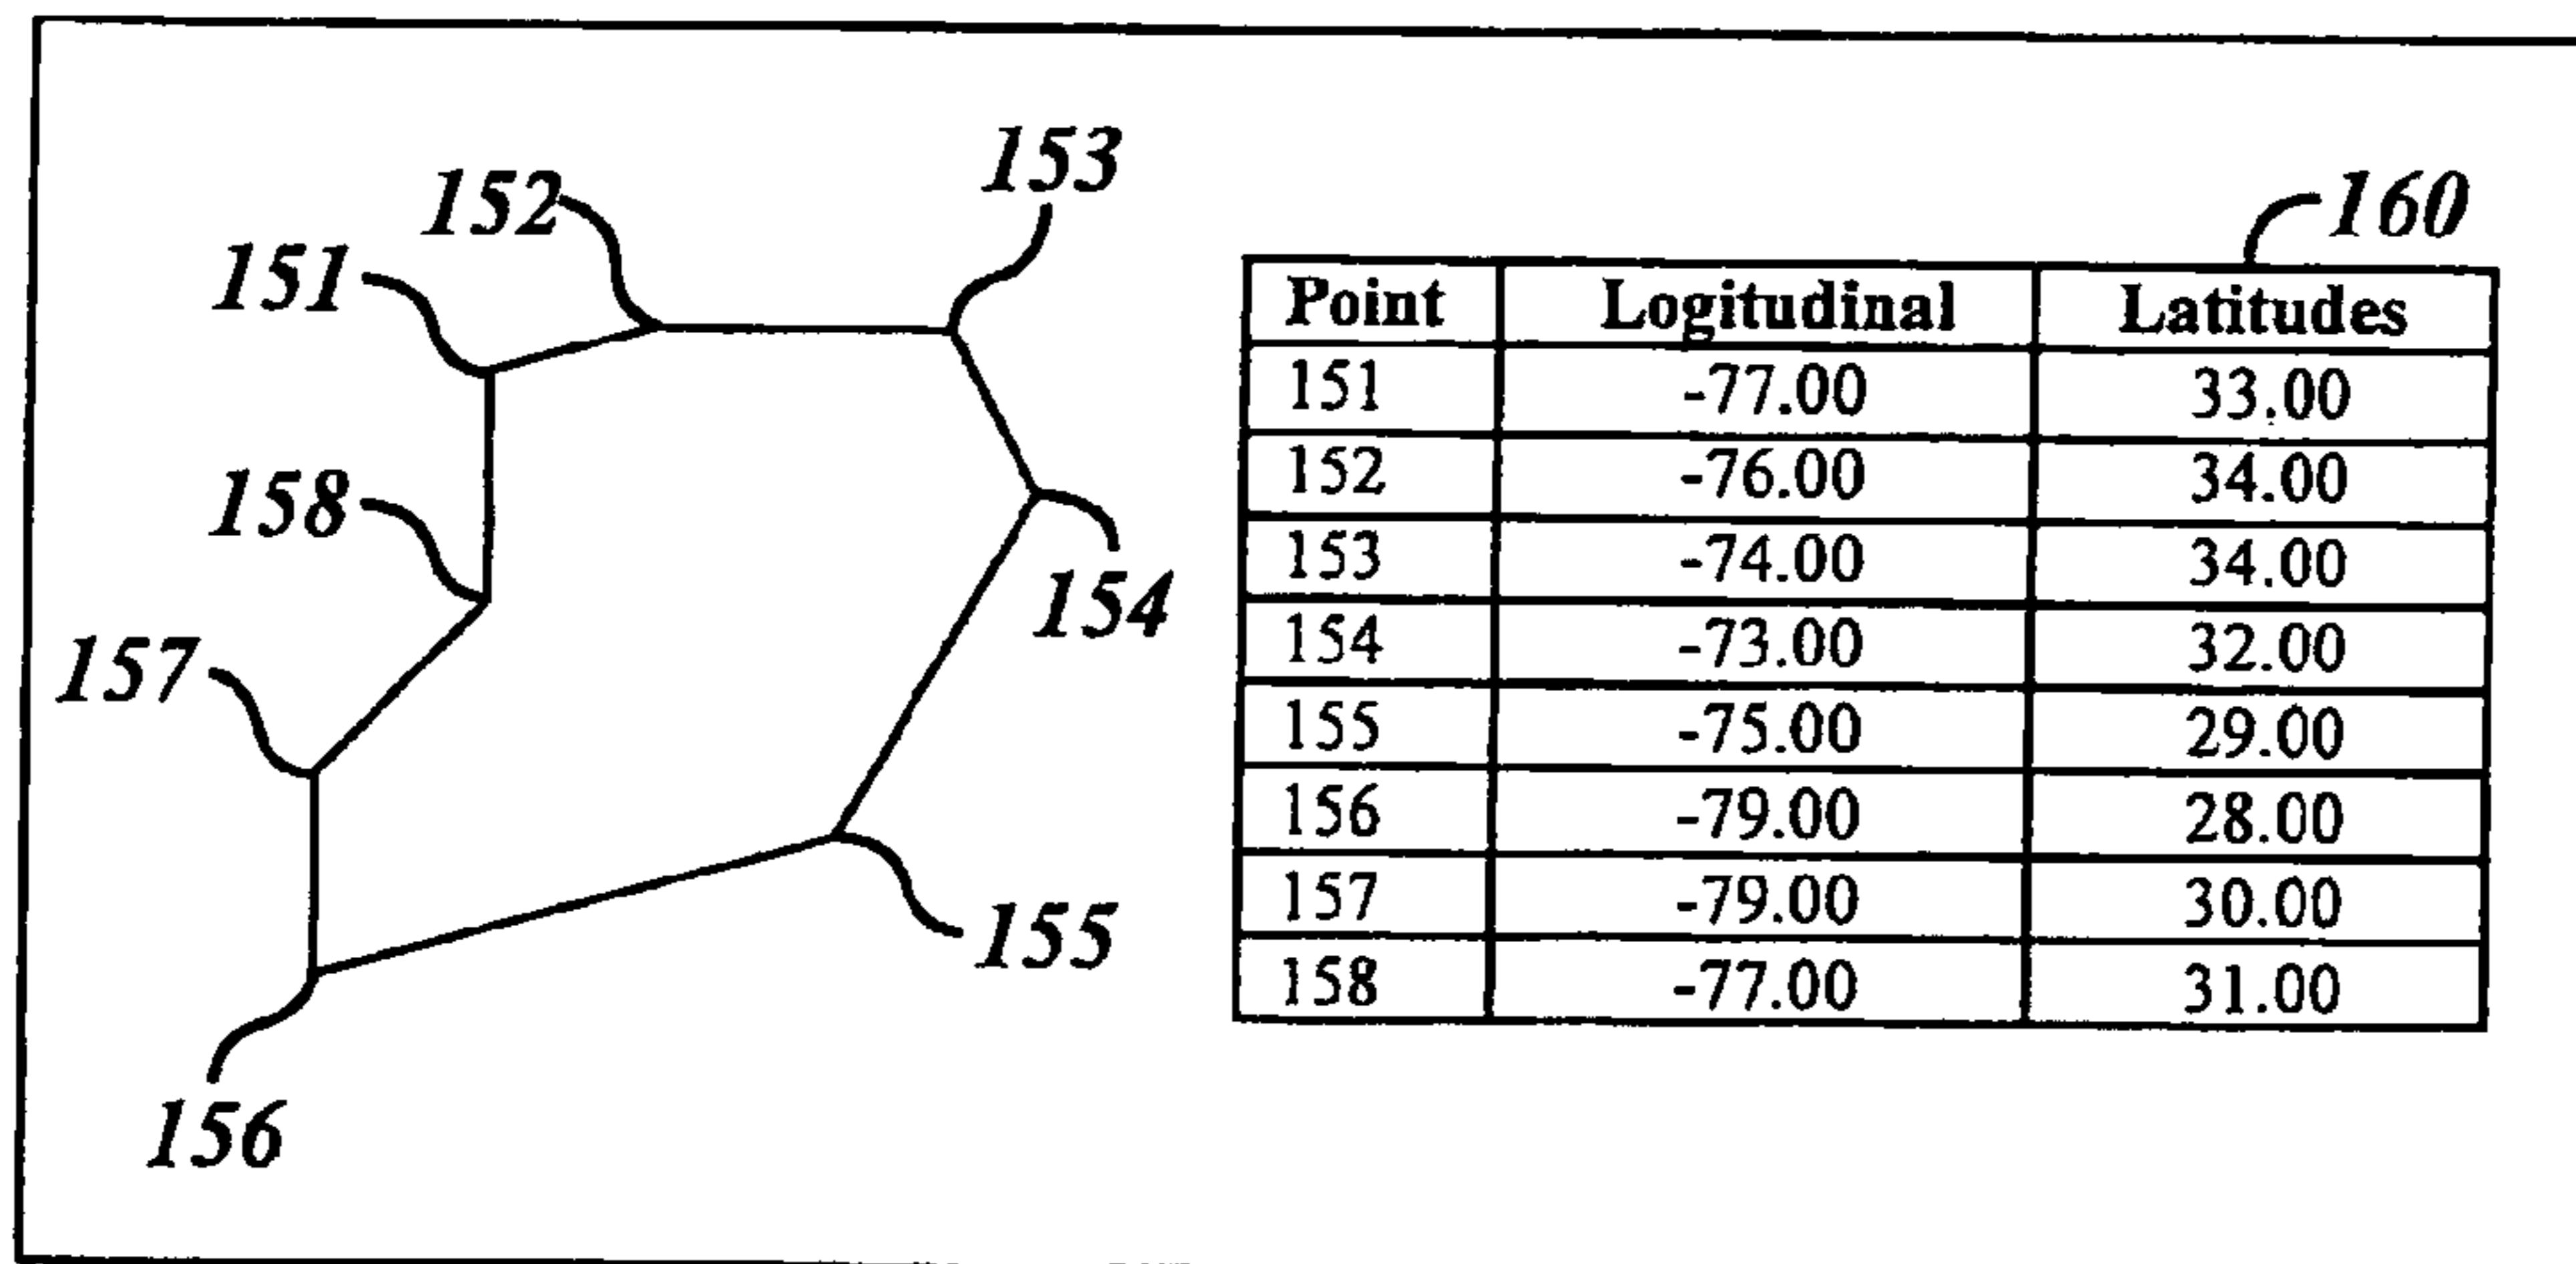 153
152
160
151
Point Logitudinal Latitudes
151 -77.00 33.00
152 -76.00 34.00
158
153 -74.00 34.00
154
154 -73.00 32.00
157
155 -75.00 29.00
156 -79.00 28.00
157 -79.00 30.00
155
158 -77.00 31.00
156